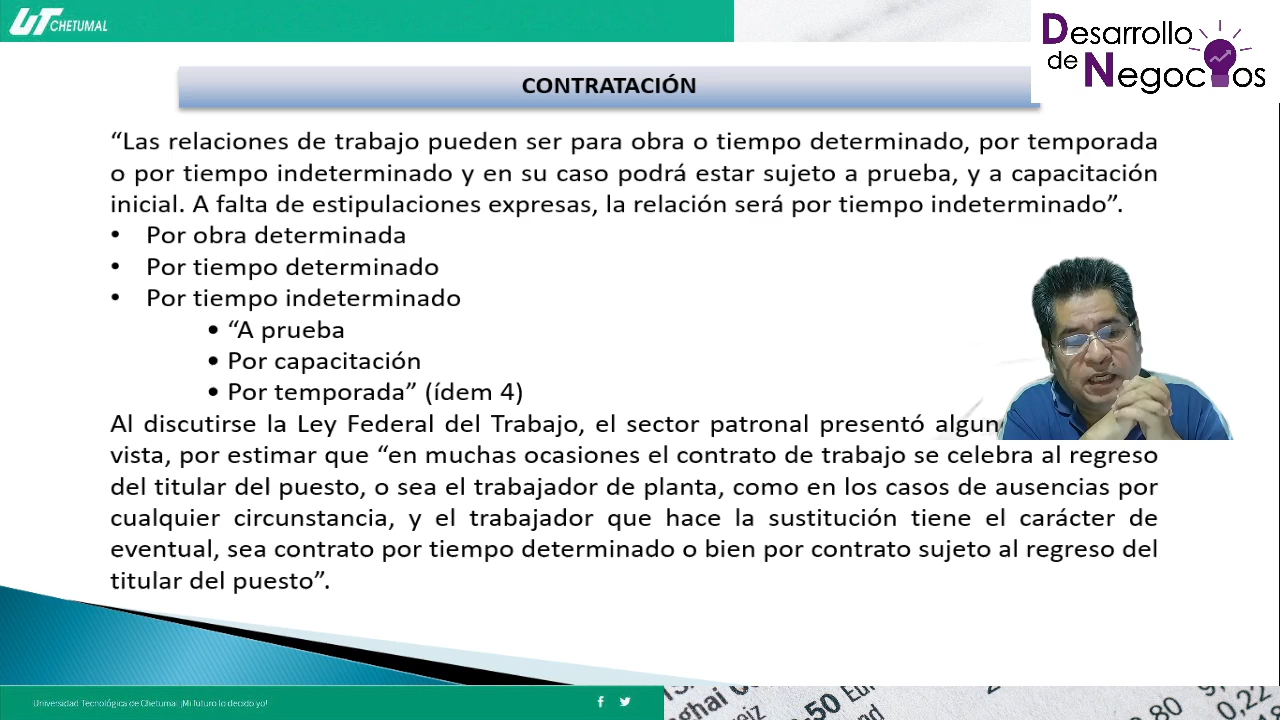 UT CHETUMAL
Desarrollo
de Negocios
CONTRATACIÓN
“Las relaciones de trabajo pueden ser para obra o tiempo determinado, por temporada
o por tiempo indeterminado y en su caso podrá estar sujeto a prueba, y a capacitación
inicial. A falta de estipulaciones expresas, la relación será por tiempo indeterminado”.
• Por obra determinada
• Por tiempo determinado
• Por tiempo indeterminado
• “A prueba
• Por capacitación
• Por temporada” (ídem 4)
Al discutirse la Ley Federal del Trabajo, el sector patronal presentó
vista, por estimar que “en muchas ocasiones el contrato de trabajo se celebra al regreso
del titular del puesto, o sea el trabajador de planta, como en los casos de ausencias por
cualquier circunstancia, y el trabajador que hace la sustitución tiene el carácter de
eventual, sea contrato por tiempo determinado o bien por contrato sujeto al regreso del
titular del puesto”.
Universidad Tecnológica de Chetumal ¡Mi futuro lo decido yo!